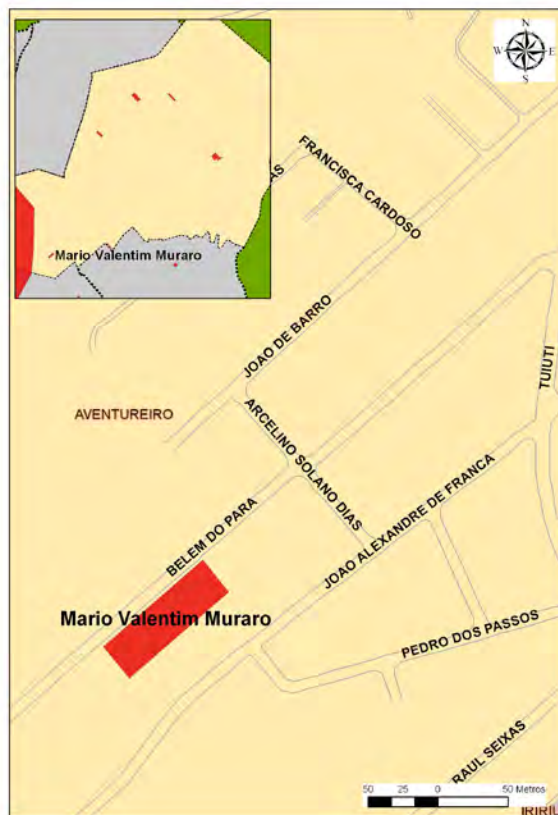 N
W E
S
Mario Valentim Muraro
AS
FRANCISCA CARDOSO
JOAO DE BARRO
TUIUTI
AVENTUREIRO
ARCELINO SOLANO DIAS
JOAO ALEXANDRE DE FRANCA
BELEM DO PARA
Mario Valentim Muraro
PEDRO DOS PASSOS
RAUL SEIXAS
50 25 0 50 Metros